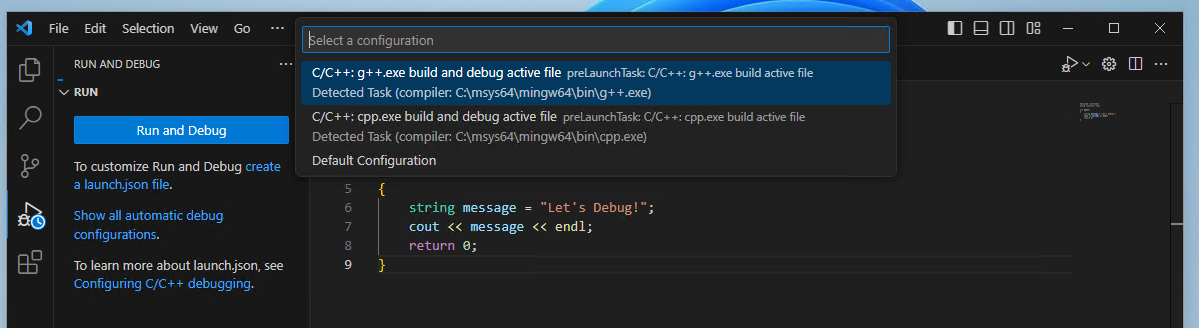 File Edit Selection View Go ···
Select a configuration
RUN AND DEBUG ···
C/C++: g++.exe build and debug active file preLaunchTask: C/C++: g++.exe build active file
Detected Task (compiler: C:\msys64\mingw64\bin\g++.exe)
C/C++: cpp.exe build and debug active file preLaunchTask: C/C++: cpp.exe build active file
Detected Task (compiler: C:\msys64\mingw64\bin\cpp.exe)
Default Configuration
RUN
Run and Debug
To customize Run and Debug create
a launch.json file.
Show all automatic debug
configurations.
To learn more about launch.json, see
Configuring C/C++ debugging.
5 {
6 string message = "Let's Debug!";
7 cout << message << endl;
8 return 0;
9 }